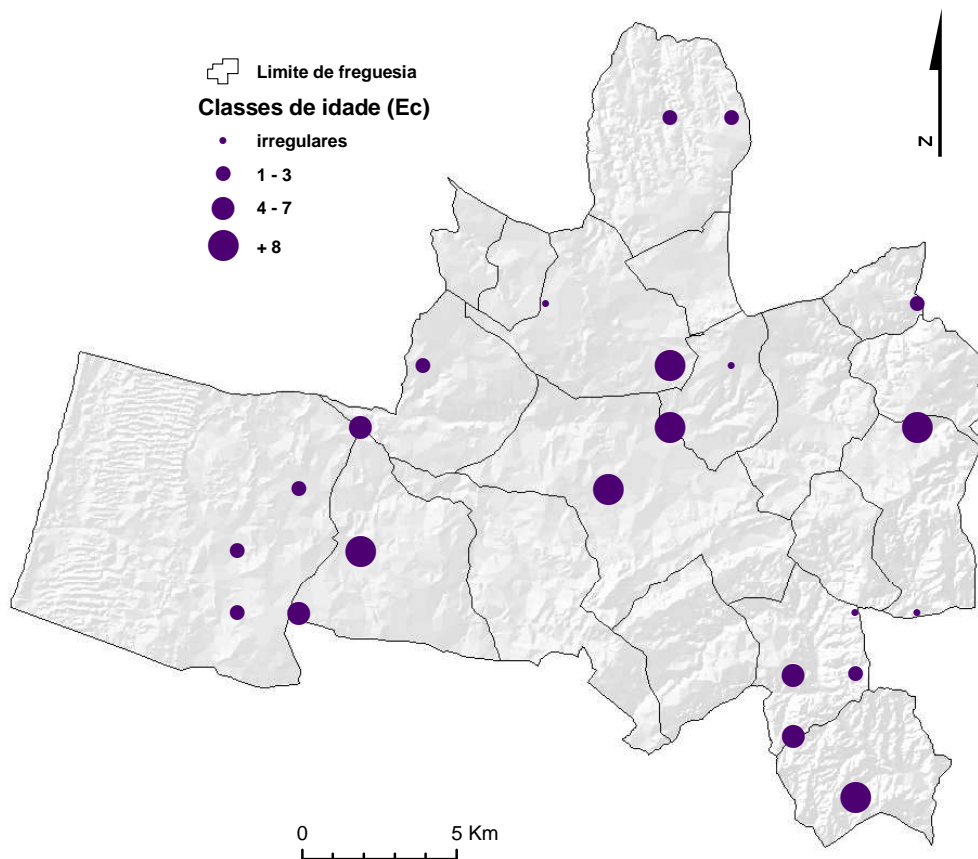 Limite de freguesia
Classes de idade (Ec)
irregulares
1 - 3
4 - 7
+ 8
N
0 5 Km